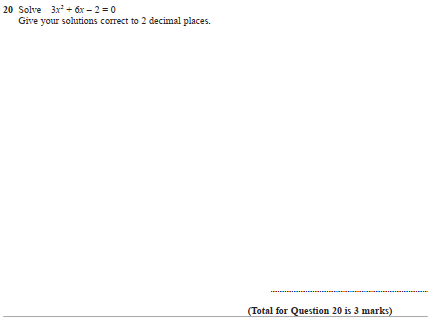 20 Solve 3x² + 6x – 2 = 0
Give your solutions correct to 2 decimal places.
(Total for Question 20 is 3 marks)